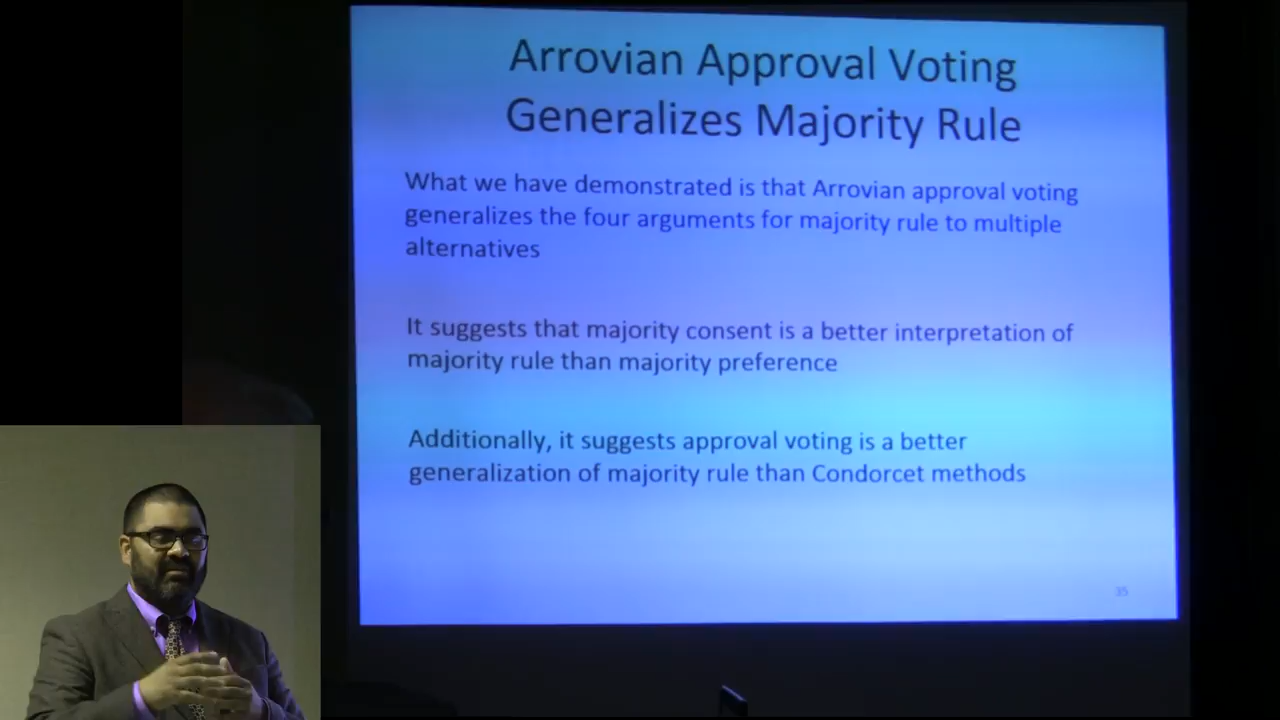 Arrovian Approval Voting
Generalizes Majority Rule
What we have demonstrated is that Arrovian approval voting
generalizes the four arguments for majority rule to multiple
alternatives
It suggests that majority consent is a better interpretation of
majority rule than majority preference
Additionally, it suggests approval voting is a better
generalization of majority rule than Condorcet methods
35